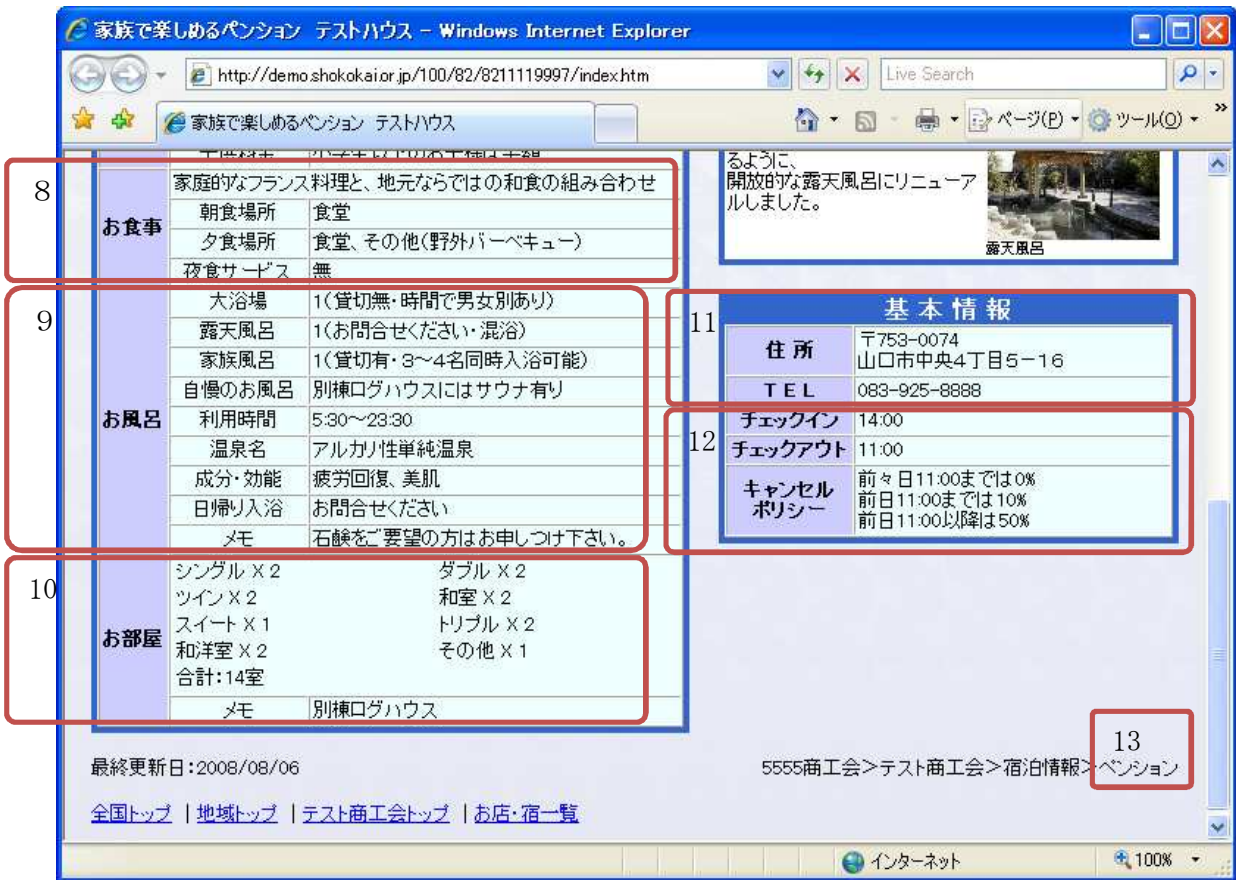 家族で楽しめるペンション テストハウス - Windows Internet Explorer
http://demo.shokokai.or.jp/100/82/8211119997/index.htm
Live Search
家族で楽しめるペンション テストハウス
ページ(P)
ツール(O)
»
8
お食事
家庭的なフランス料理と、地元ならではの和食の組み合わせ
朝食場所 食堂
夕食場所 食堂、その他(野外バーベキュー)
夜食サービス 無
9
お風呂
大浴場 1(貸切無・時間で男女別あり)
露天風呂 1(お問合せください・混浴)
家族風呂 1(貸切有・3~4名同時入浴可能)
自慢のお風呂 別棟ログハウスにはサウナ有り
利用時間 5:30~23:30
温泉名 アルカリ性単純温泉
成分・効能 疲労回復、美肌
日帰り入浴 お問合せください
メモ 石鹸をご要望の方はお申しつけ下さい。
10
お部屋
シングル X 2 ダブル X 2
ツイン X 2 和室 X 2
スイート X 1 トリプル X 2
和洋室 X 2 その他 X 1
合計:14室
メモ 別棟ログハウス
るように、
開放的な露天風呂にリニューア
ルしました。
露天風呂
11
基本情報
住所 〒753-0074
山口市中央4丁目5-16
TEL 083-925-8888
12
チェックイン 14:00
チェックアウト 11:00
キャンセル
ポリシー
前々日11:00までは0%
前日11:00までは10%
前日11:00以降は50%
13
最終更新日:2008/08/06
5555商工会>テスト商工会>宿泊情報>ペンション
全国トップ | 地域トップ | テスト商工会トップ | お店・宿一覧
インターネット
100%